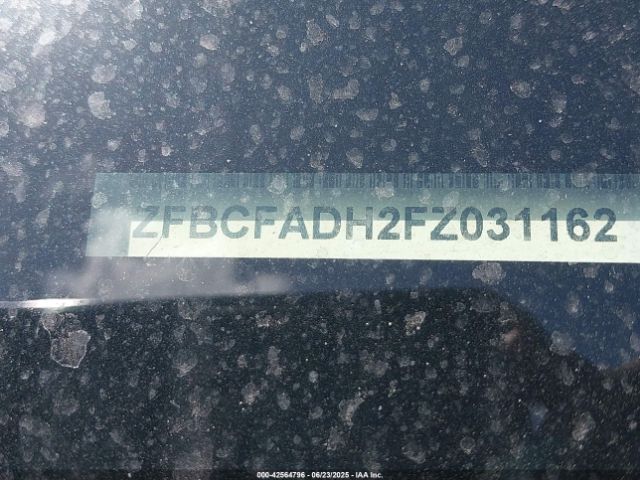 ZFBCFADH2FZ031162
000-42564796 - 06/23/2025 - IAA Inc.